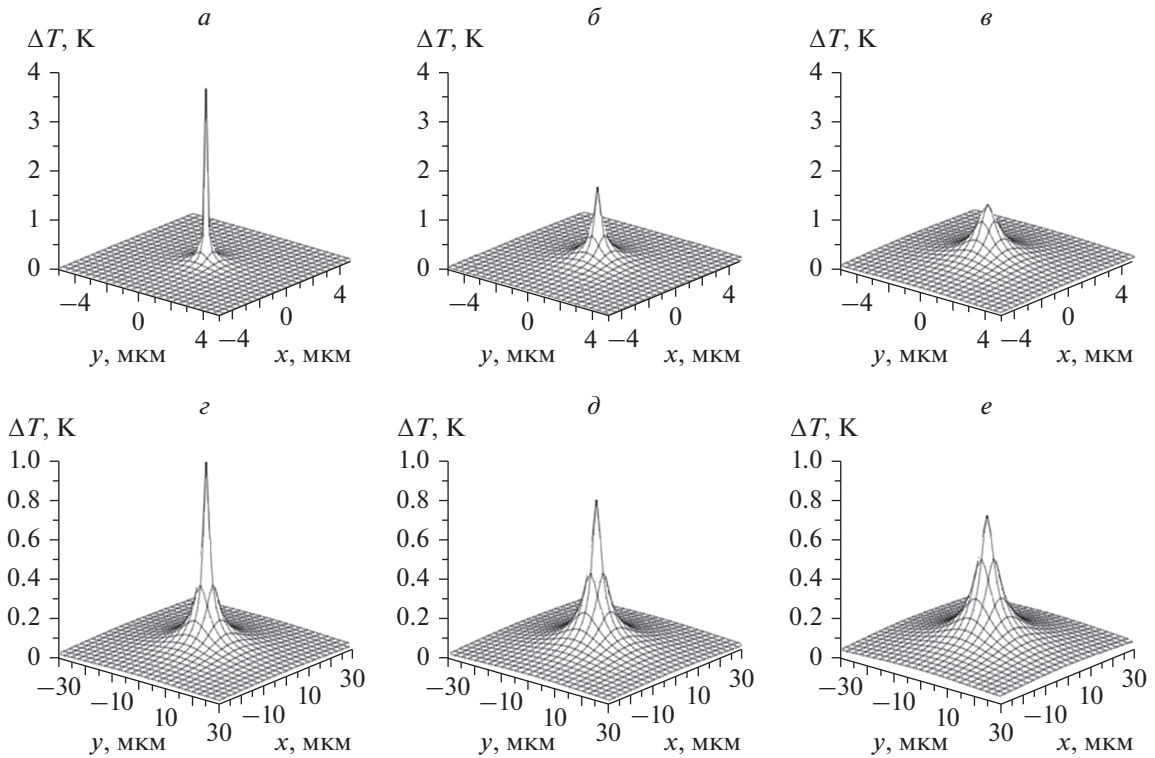 а б в
ΔT, K ΔT, K ΔT, K
4 4 4
3 3 3
2 2 2
1 1 1
0 0 0
−4 0 4 −4 0 4 −4 0 4 −4 0 4 −4 0 4 −4 0 4
y, мкм x, мкм y, мкм x, мкм y, мкм x, мкм
г д е
ΔT, K ΔT, K ΔT, K
1.0 1.0 1.0
0.8 0.8 0.8
0.6 0.6 0.6
0.4 0.4 0.4
0.2 0.2 0.2
0 0 0
−30 −10 10 30 −10 10 30 −30 −10 10 30 −10 10 30 −30 −10 10 30 −10 10 30
y, мкм x, мкм y, мкм x, мкм y, мкм x, мкм